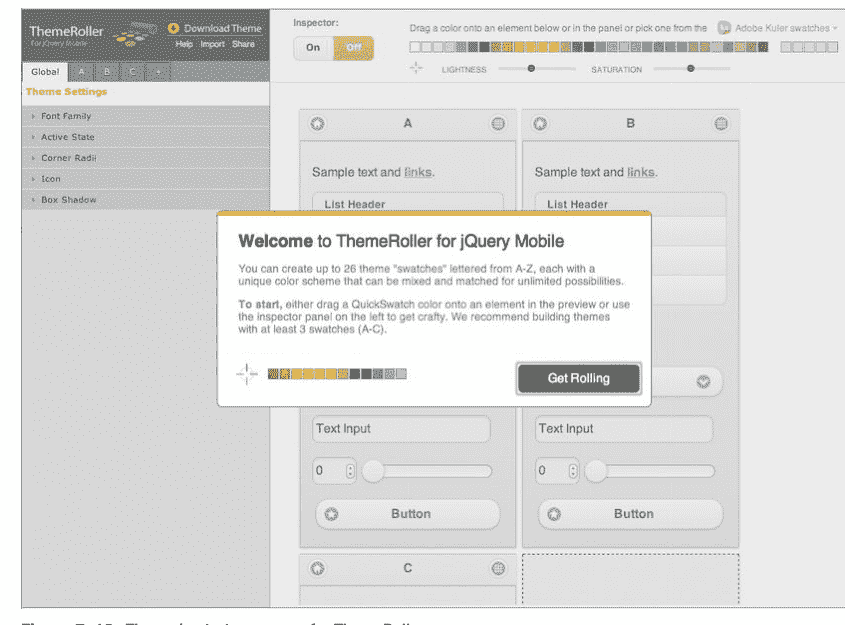 ThemeRoller
for jQuery Mobile
Download Theme
Help Import Share
Global A B C +
Theme Settings
Font Family
Active State
Corner Radii
Icon
Box Shadow
Inspector:
On Off
Drag a color onto an element below or in the panel or pick one from the Adobe Kuler swatches
LIGHTNESS SATURATION
A
Sample text and links.
List Header
B
Sample text and links.
List Header
Welcome to ThemeRoller for jQuery Mobile
You can create up to 26 theme "swatches" lettered from A-Z, each with a
unique color scheme that can be mixed and matched for unlimited possibilities.
To start, either drag a QuickSwatch color onto an element in the preview or use
the inspector panel on the left to get crafty. We recommend building themes
with at least 3 swatches (A-C).
Get Rolling
Text Input
0
Button
Text Input
0
Button
C